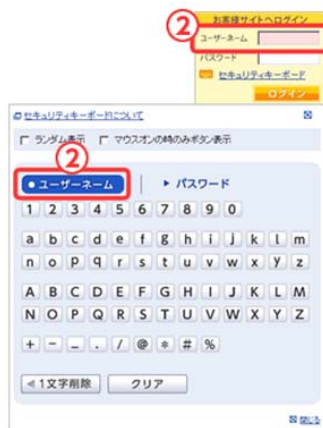 お客様サイトへログイン
②
ユーザーネーム
パスワード
セキュリティキーボード
ログイン
セキュリティキーボードについて
ランダム表示 マウスオンの時のみボタン表示
②
ユーザーネーム パスワード
1 2 3 4 5 6 7 8 9 0
a b c d e f g h i j k l m
n o p q r s t u v w x y z
A B C D E F G H I J K L M
N O P Q R S T U V W X Y Z
+ - _ . / @ * # %
1文字削除 クリア
閉じる